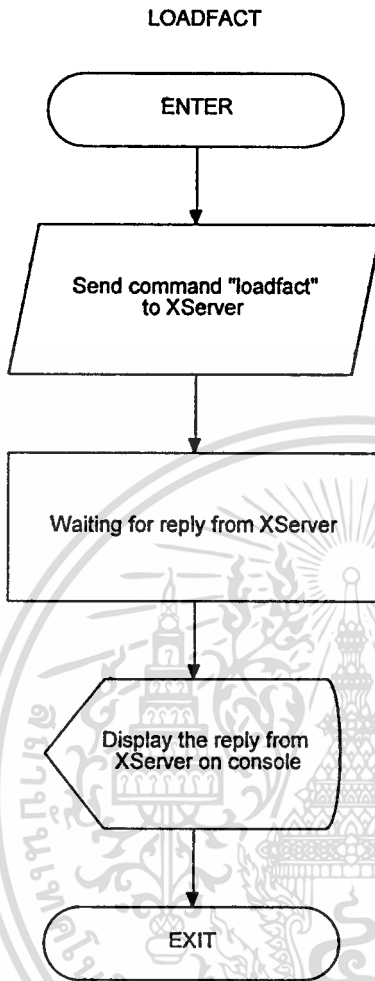 LOADFACT
ENTER
Send command "loadfact"
to XServer
Waiting for reply from XServer
Display the reply from
XServer on console
EXIT